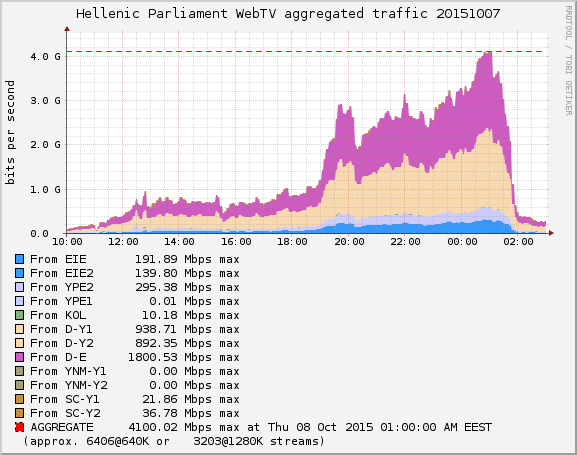 Hellenic Parliament WebTV aggregated traffic 20151007
RRDTOOL / TOBI OETIKER
bits per second
4.0 G
3.0 G
2.0 G
1.0 G
0.0
10:00 12:00 14:00 16:00 18:00 20:00 22:00 00:00 02:00
From EIE 191.89 Mbps max
From EIE2 139.80 Mbps max
From YPE2 295.38 Mbps max
From YPE1 0.01 Mbps max
From KOL 10.18 Mbps max
From D-Y1 938.71 Mbps max
From D-Y2 892.35 Mbps max
From D-E 1800.53 Mbps max
From YNM-Y1 0.00 Mbps max
From YNM-Y2 0.00 Mbps max
From SC-Y1 21.86 Mbps max
From SC-Y2 36.78 Mbps max
AGGREGATE 4100.02 Mbps max at Thu 08 Oct 2015 01:00:00 AM EEST
(approx. 6406@640K or 3203@1280K streams)